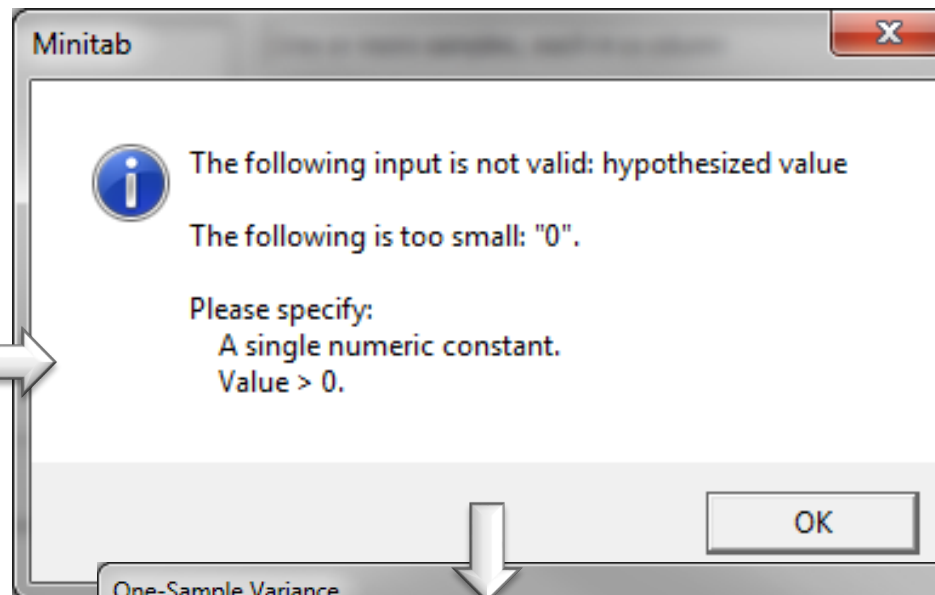 Minitab
The following input is not valid: hypothesized value
The following is too small: "0".
Please specify:
A single numeric constant.
Value > 0.
OK
One-Sample Variance